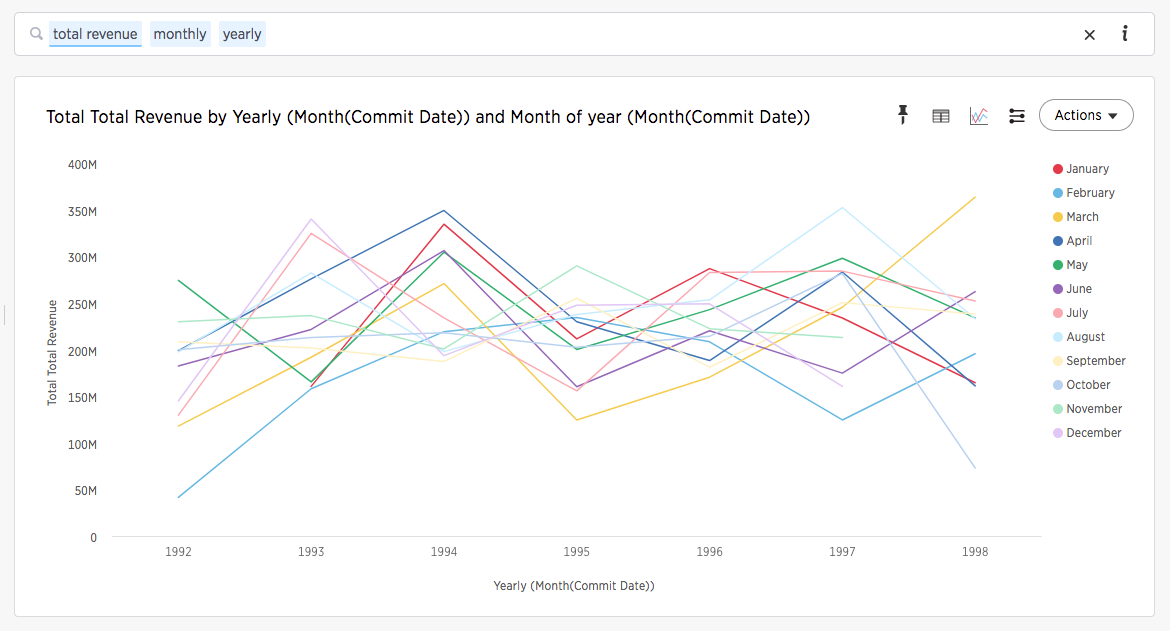 total revenue monthly yearly
Total Total Revenue by Yearly (Month(Commit Date)) and Month of year (Month(Commit Date))
Actions
400M
350M
300M
250M
200M
150M
100M
50M
0
Total Total Revenue
1992 1993 1994 1995 1996 1997 1998
Yearly (Month(Commit Date))
January
February
March
April
May
June
July
August
September
October
November
December